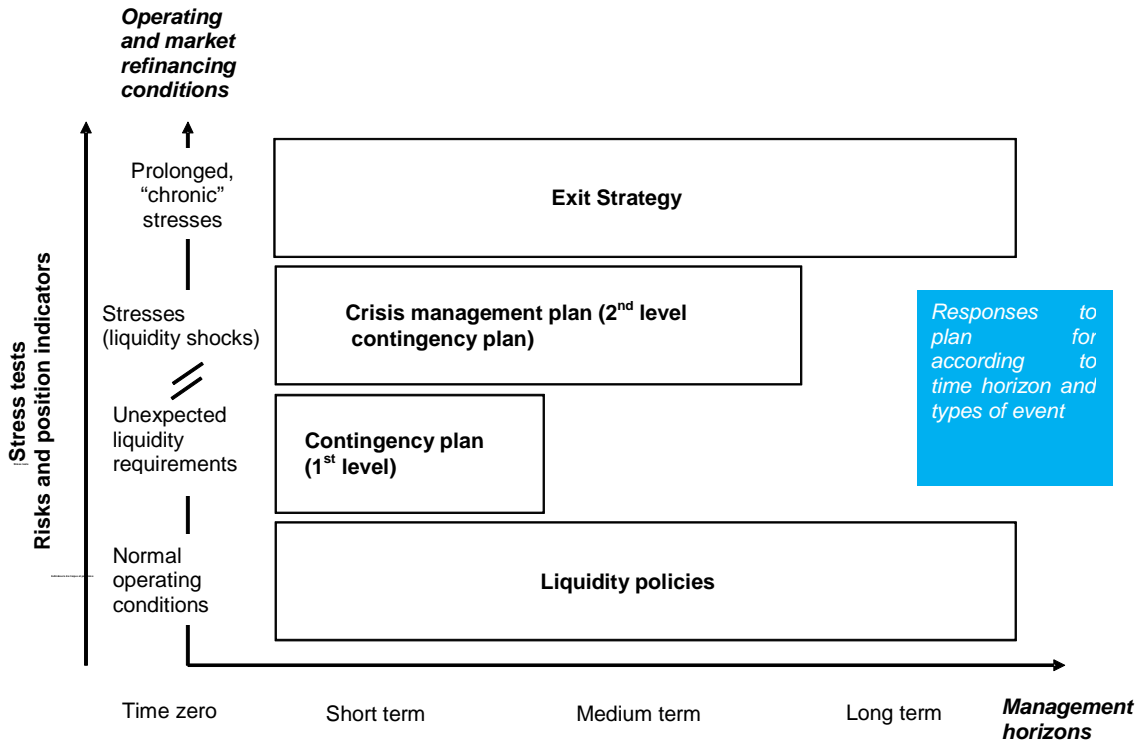 Operating
and market
refinancing
conditions
Prolonged,
“chronic”
stresses
Exit Strategy
Stresses
(liquidity shocks)
Crisis management plan (2nd level
contingency plan)
Responses to
plan for
according to
time horizon and
types of event
Stress tests
Risks and position indicators
Unexpected
liquidity
requirements
Contingency plan
(1st level)
Normal
operating
conditions
Liquidity policies
Time zero
Short term
Medium term
Long term
Management
horizons